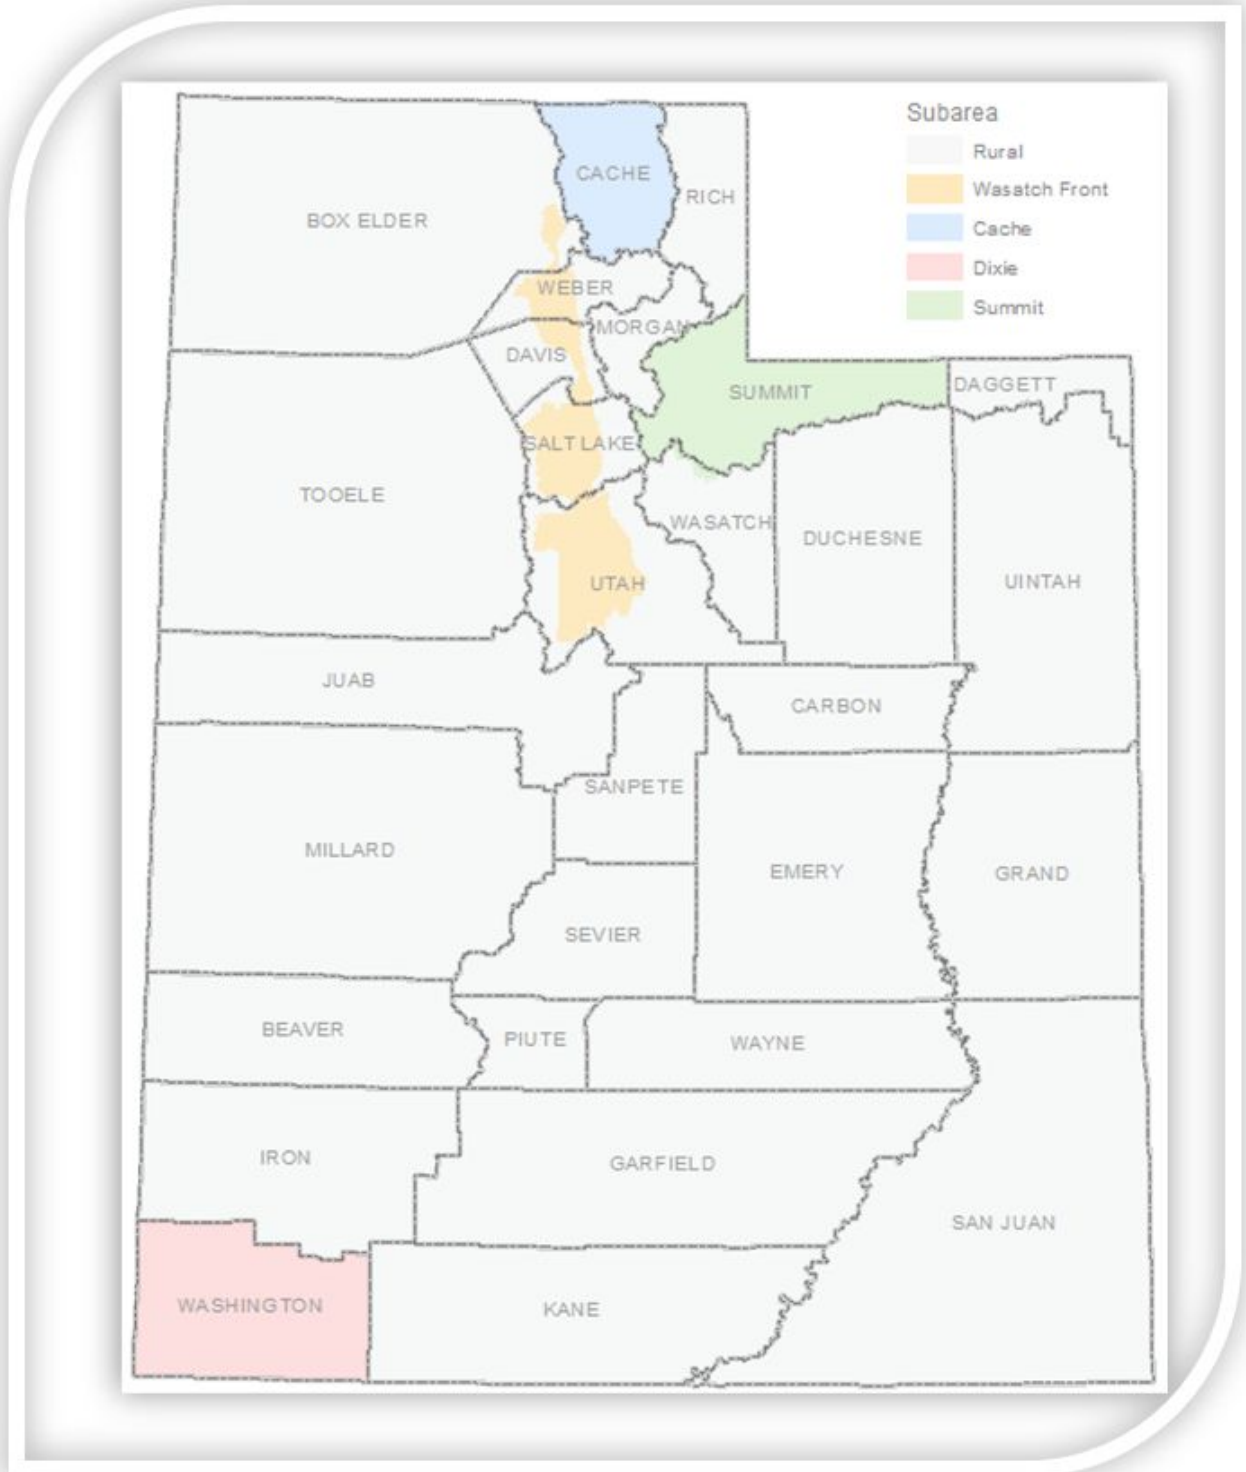 Subarea
Rural
Wasatch Front
Cache
Dixie
Summit
CACHE
RICH
BOX ELDER
WEBER
MORGAN
DAVIS
SUMMIT
DAGGETT
SALT LAKE
TOOELE
WASATCH
DUCHESNE
UINTAH
UTAH
JUAB
CARBON
SANPETE
MILLARD
EMERY
GRAND
SEVIER
BEAVER
PIUTE
WAYNE
IRON
GARFIELD
SAN JUAN
WASHINGTON
KANE